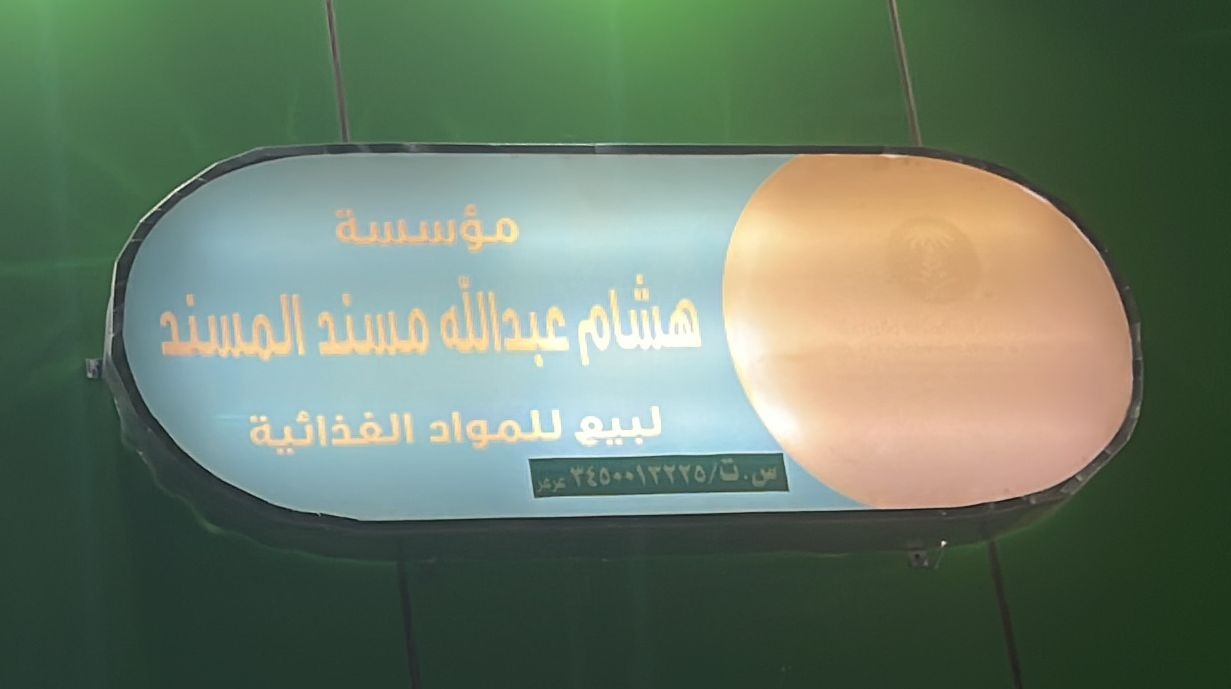 مؤسسة
هشام عبدالله مسند المسند
لبيع للمواد الغذائية
س.ت/٣٤٥٠٠١٣٢٢٥ عرعر